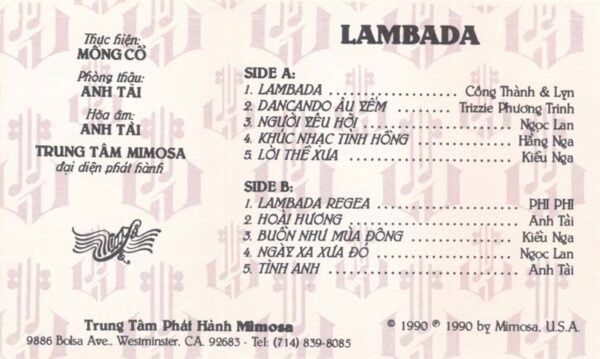 Thực hiện:
MÔNG CỔ
Phòng thâu:
ANH TÀI
Hòa âm:
ANH TÀI
TRUNG TÂM MIMOSA
đại diện phát hành
LAMBADA
SIDE A:
1. LAMBADA .......................... Công Thành & Lyn
2. DANCANDO ÂU YẾM .......... Trizzie Phương Trinh
3. NGƯỜI YÊU HỠI ........................... Ngọc Lan
4. KHÚC NHẠC TÌNH HỒNG ............... Hằng Nga
5. LỜI THỀ XƯA ............................... Kiều Nga
SIDE B:
1. LAMBADA REGEA ......................... PHI PHI
2. HOÀI HƯƠNG ............................... Anh Tài
3. BUỒN NHƯ MÙA ĐÔNG ................ Kiều Nga
4. NGÀY XA XƯA ĐÓ ....................... Ngọc Lan
5. TÌNH ANH ................................... Anh Tài
Trung Tâm Phát Hành Mimosa
9886 Bolsa Ave., Westminster, CA. 92683 - Tel: (714) 839-8085
© 1990 ℗ 1990 by Mimosa, U.S.A.